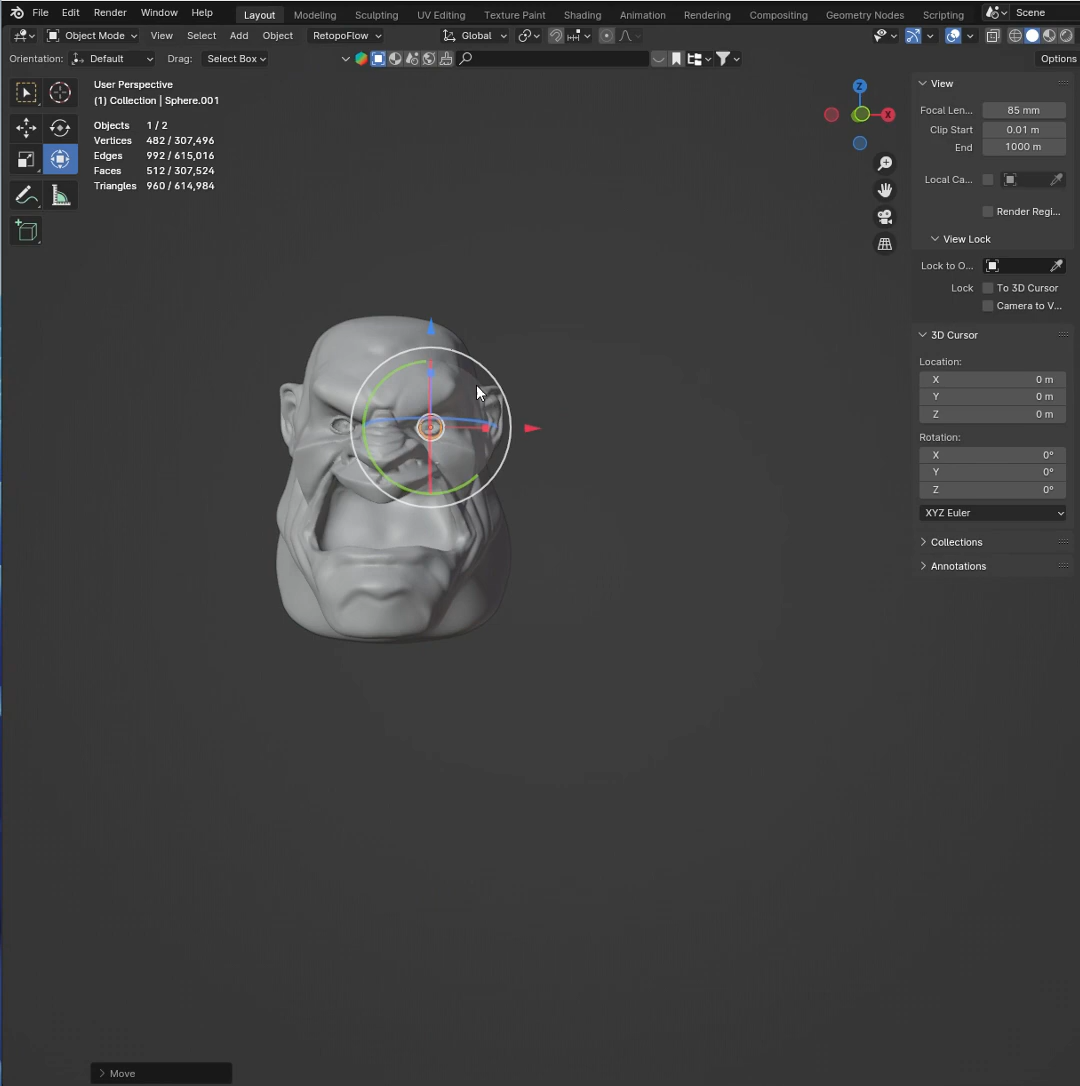 File Edit Render Window Help Layout Modeling Sculpting UV Editing Texture Paint Shading Animation Rendering Compositing Geometry Nodes Scripting Scene
Object Mode View Select Add Object RetopoFlow Global
Orientation: Default Drag: Select Box Options
User Perspective
(1) Collection | Sphere.001
Objects 1 / 2
Vertices 482 / 307,496
Edges 992 / 615,016
Faces 512 / 307,524
Triangles 960 / 614,984
Z
X
View
Focal Len... 85 mm
Clip Start 0.01 m
End 1000 m
Local Ca...
Render Regi...
View Lock
Lock to O...
Lock To 3D Cursor
Camera to V...
3D Cursor
Location:
X 0 m
Y 0 m
Z 0 m
Rotation:
X 0°
Y 0°
Z 0°
XYZ Euler
Collections
Annotations
Move